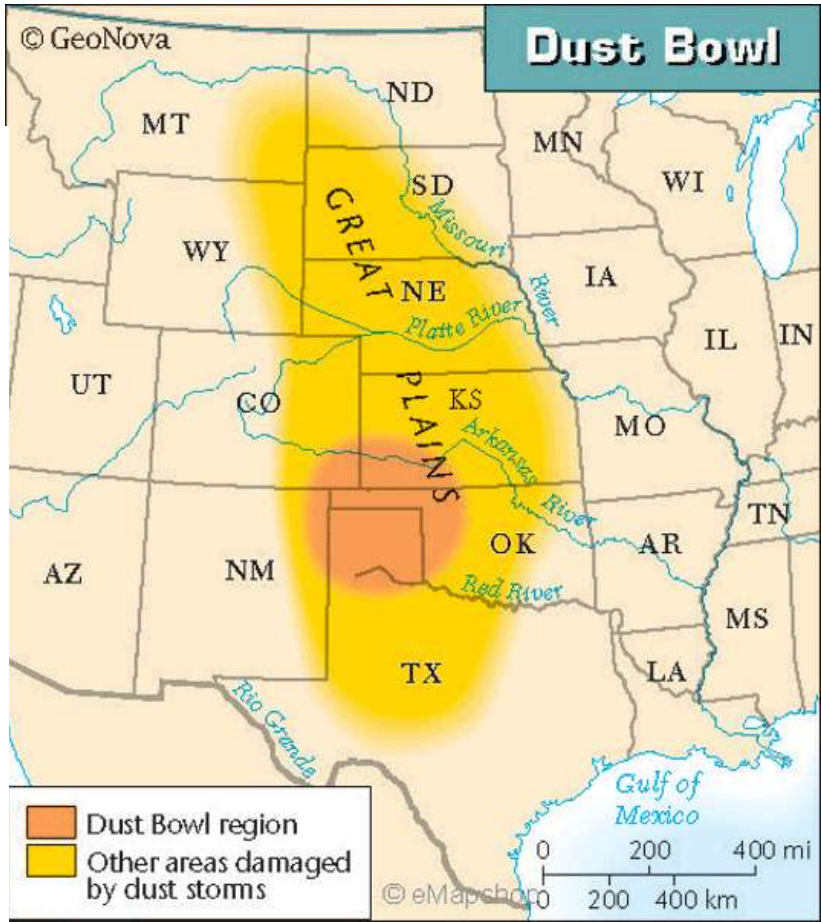 © GeoNova
Dust Bowl
ND
MT
MN
WI
SD
GREAT
Missouri
River
WY
IA
NE
Platte River
IL
IN
UT
CO
PLAINS
KS
MO
Arkansas
River
TN
OK
AR
AZ
NM
Red River
MS
TX
LA
Rio Grande
Gulf of
Mexico
Dust Bowl region
Other areas damaged
by dust storms
0 200 400 mi
0 200 400 km
© eMapshop